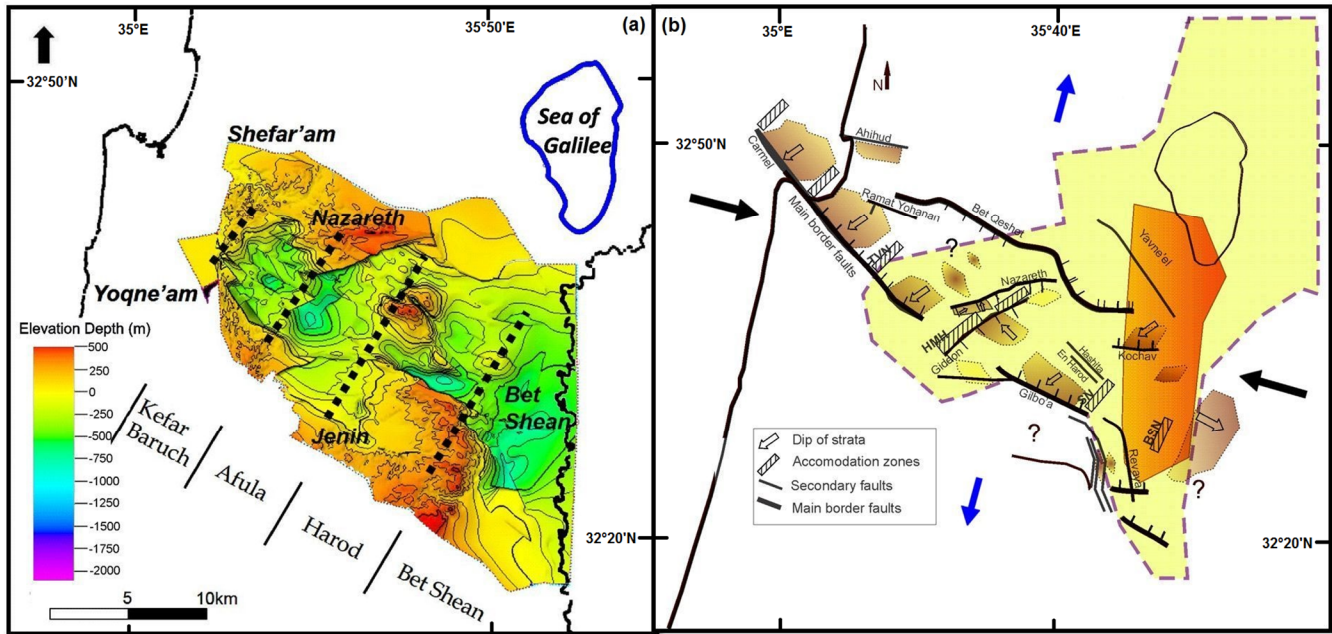 35°E
35°50'E
(a)
32°50'N
Sea of
Galilee
Shefar'am
Nazareth
Yoqne'am
Elevation Depth (m)
500
250
0
-250
-500
-750
-1000
-1250
-1500
-1750
-2000
Bet
Shean
Jenin
Kefar
Baruch
Afula
Harod
Bet Shean
32°20'N
5
10km
(b)
35°E
35°40'E
N
32°50'N
Carmel
Ahihud
Ramat Yohanan
Bet Qeshet
Main border faults
?
Yavne'el
Nazareth
HMH
Gideon
Kochav
Hashita
En Harod
SN
Gilbo'a
?
BSN
Revaya
?
Dip of strata
Accomodation zones
Secondary faults
Main border faults
32°20'N